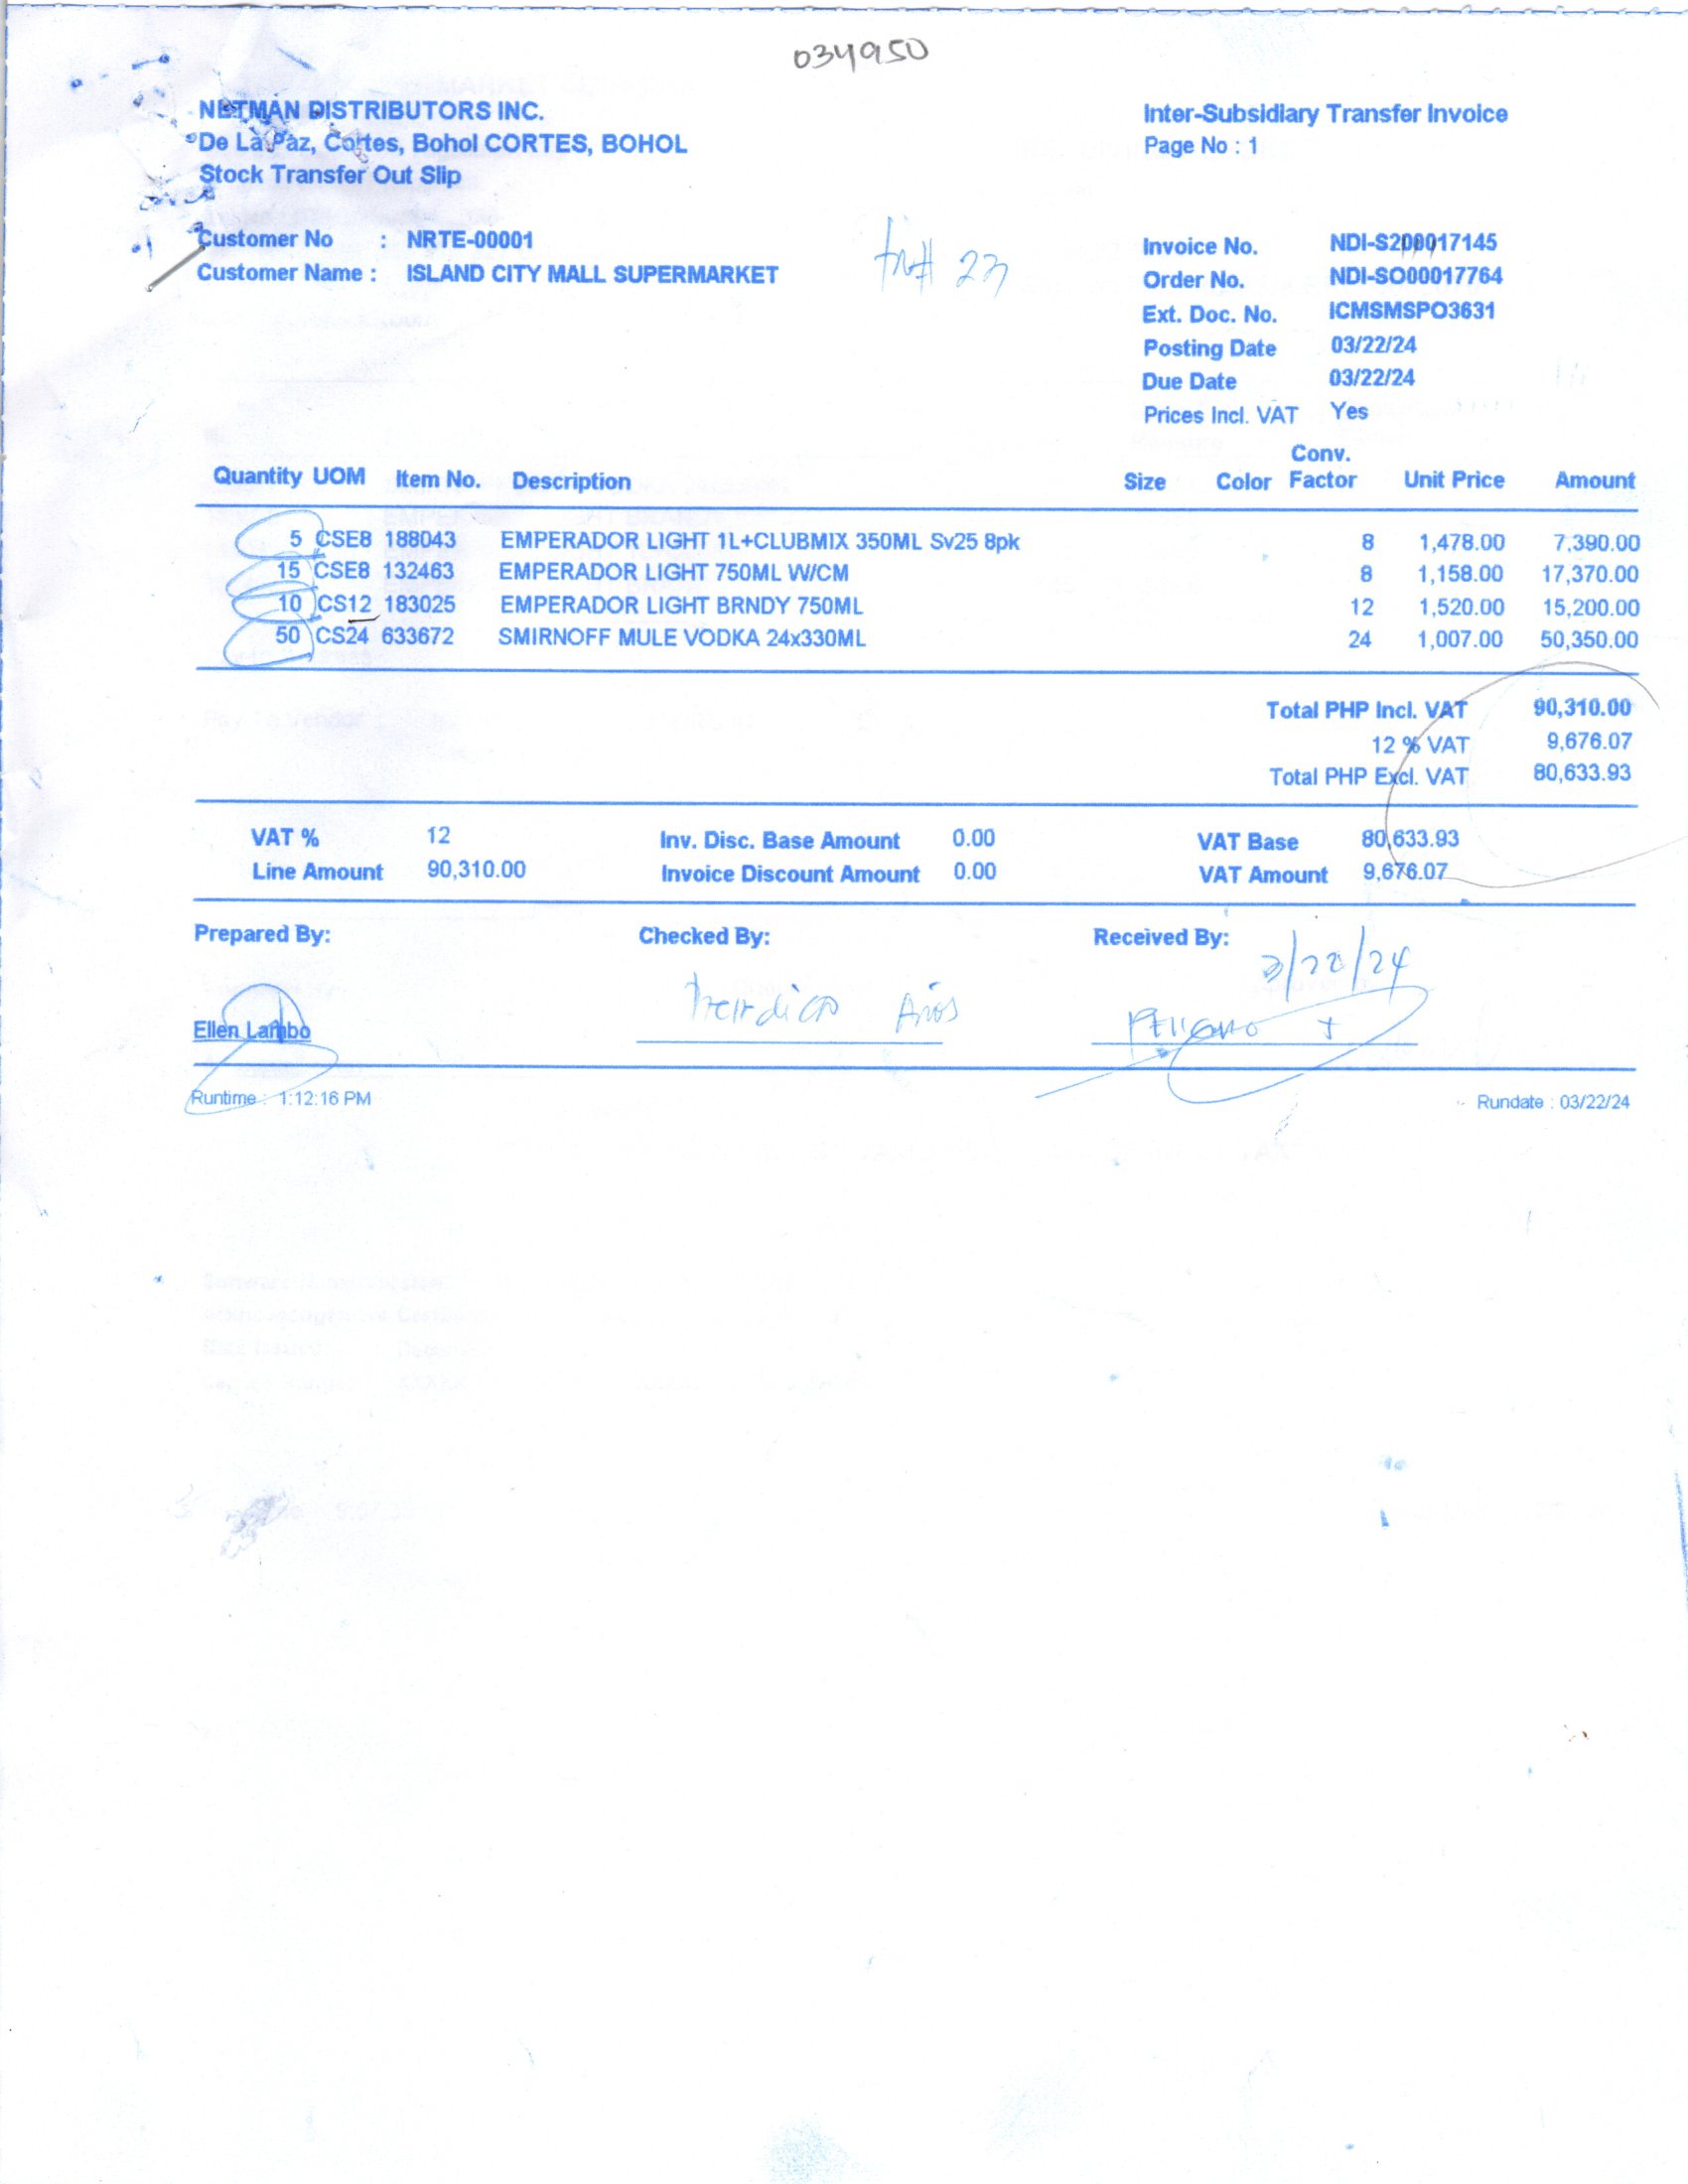 034950
NETMAN DISTRIBUTORS INC.
De La Paz, Cortes, Bohol CORTES, BOHOL
Stock Transfer Out Slip
Inter-Subsidiary Transfer Invoice
Page No : 1
Customer No : NRTE-00001
Customer Name : ISLAND CITY MALL SUPERMARKET
Invoice No. NDI-S200017145
Order No. NDI-SO00017764
Ext. Doc. No. ICMSMSPO3631
Posting Date 03/22/24
Due Date 03/22/24
Prices Incl. VAT Yes
Quantity UOM Item No. Description Size Color Conv. Factor Unit Price Amount
5 CSE8 188043 EMPERADOR LIGHT 1L+CLUBMIX 350ML Sv25 8pk 8 1,478.00 7,390.00
15 CSE8 132463 EMPERADOR LIGHT 750ML W/CM 8 1,158.00 17,370.00
10 CS12 183025 EMPERADOR LIGHT BRNDY 750ML 12 1,520.00 15,200.00
50 CS24 633672 SMIRNOFF MULE VODKA 24x330ML 24 1,007.00 50,350.00
Total PHP Incl. VAT 90,310.00
12 % VAT 9,676.07
Total PHP Excl. VAT 80,633.93
VAT % 12 Inv. Disc. Base Amount 0.00 VAT Base 80,633.93
Line Amount 90,310.00 Invoice Discount Amount 0.00 VAT Amount 9,676.07
Prepared By: Checked By: Received By:
3/22/24
Ellen Lambo
Runtime : 1:12:16 PM Rundate : 03/22/24